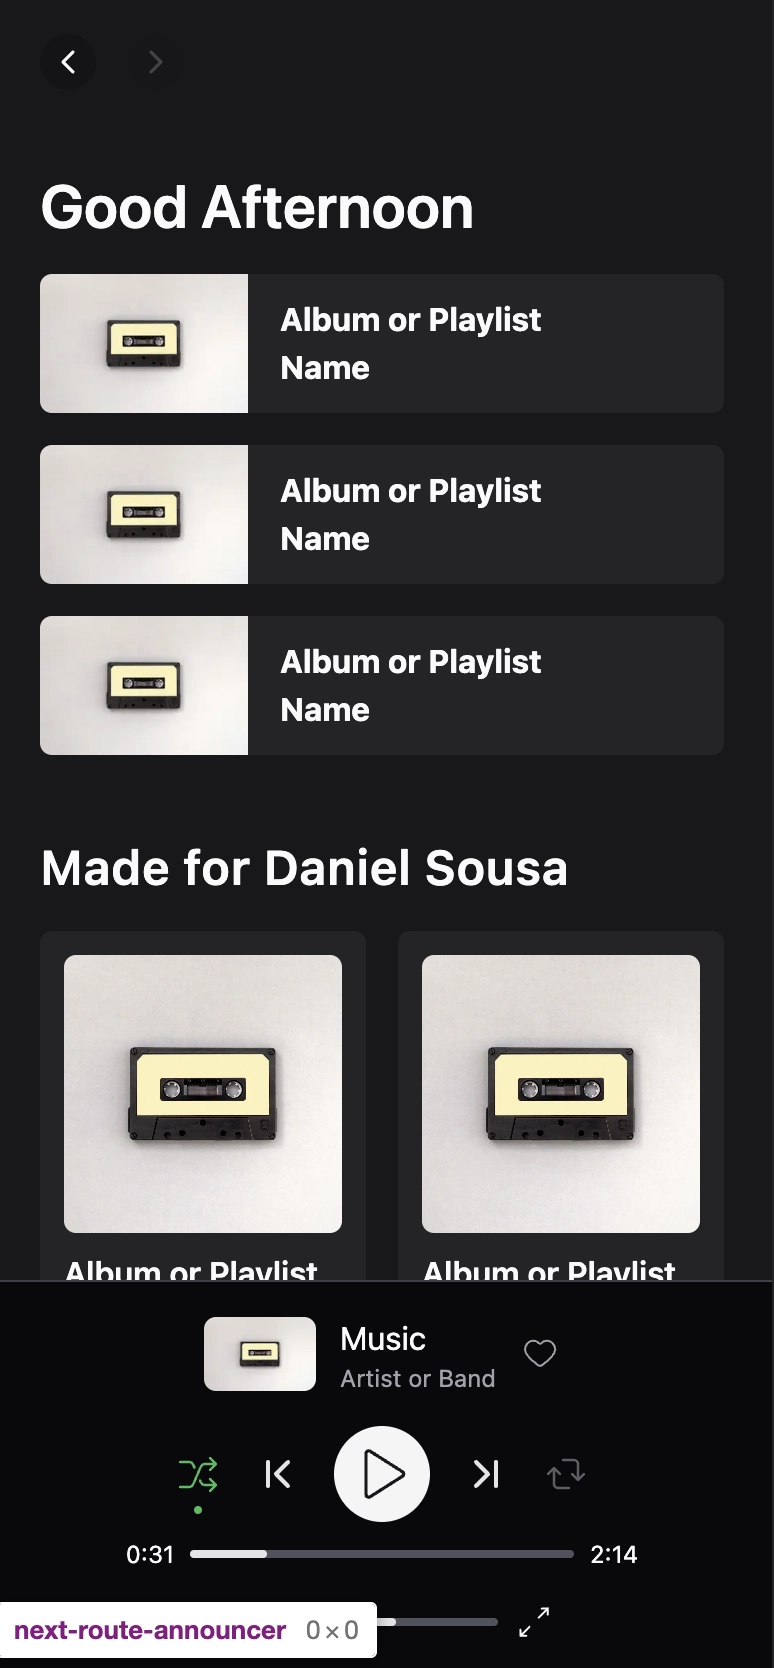 Good Afternoon
Album or Playlist
Name
Album or Playlist
Name
Album or Playlist
Name
Made for Daniel Sousa
Album or Playlist
Album or Playlist
Music
Artist or Band
0:31
2:14
next-route-announcer 0×0